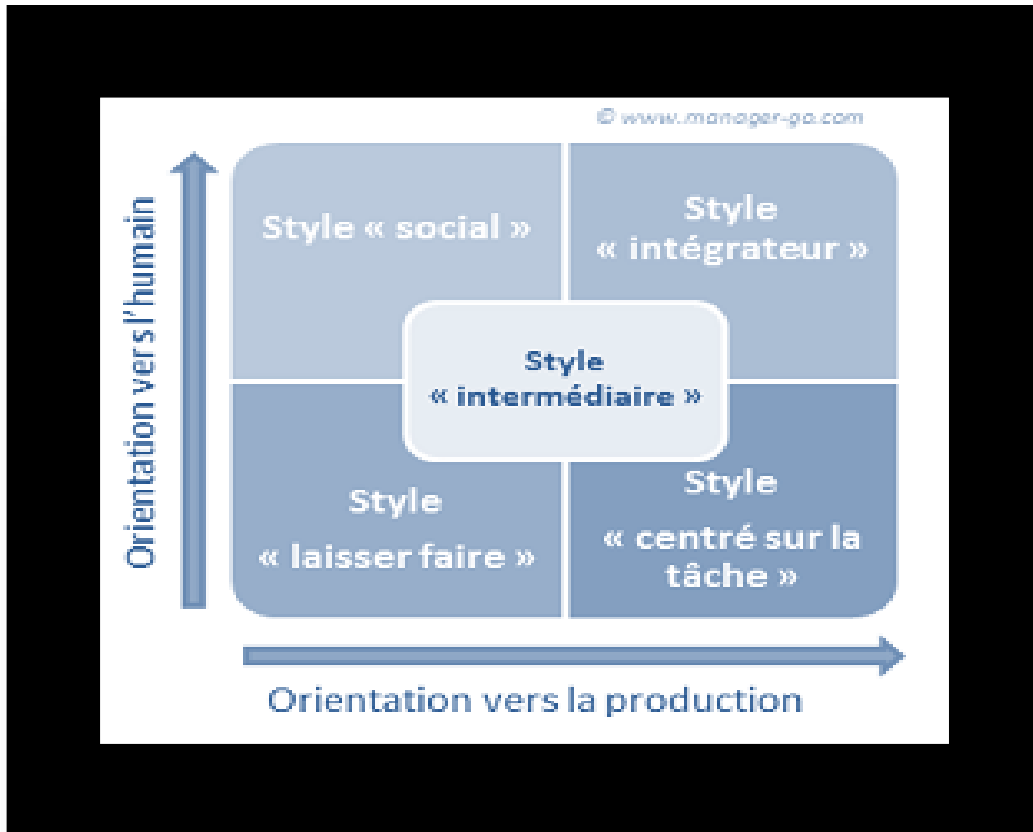 © www.manager-go.com
Orientation vers l'humain
Style « social »
Style
« intégrateur »
Style
« intermédiaire »
Style
« laisser faire »
Style
« centré sur la
tâche »
Orientation vers la production